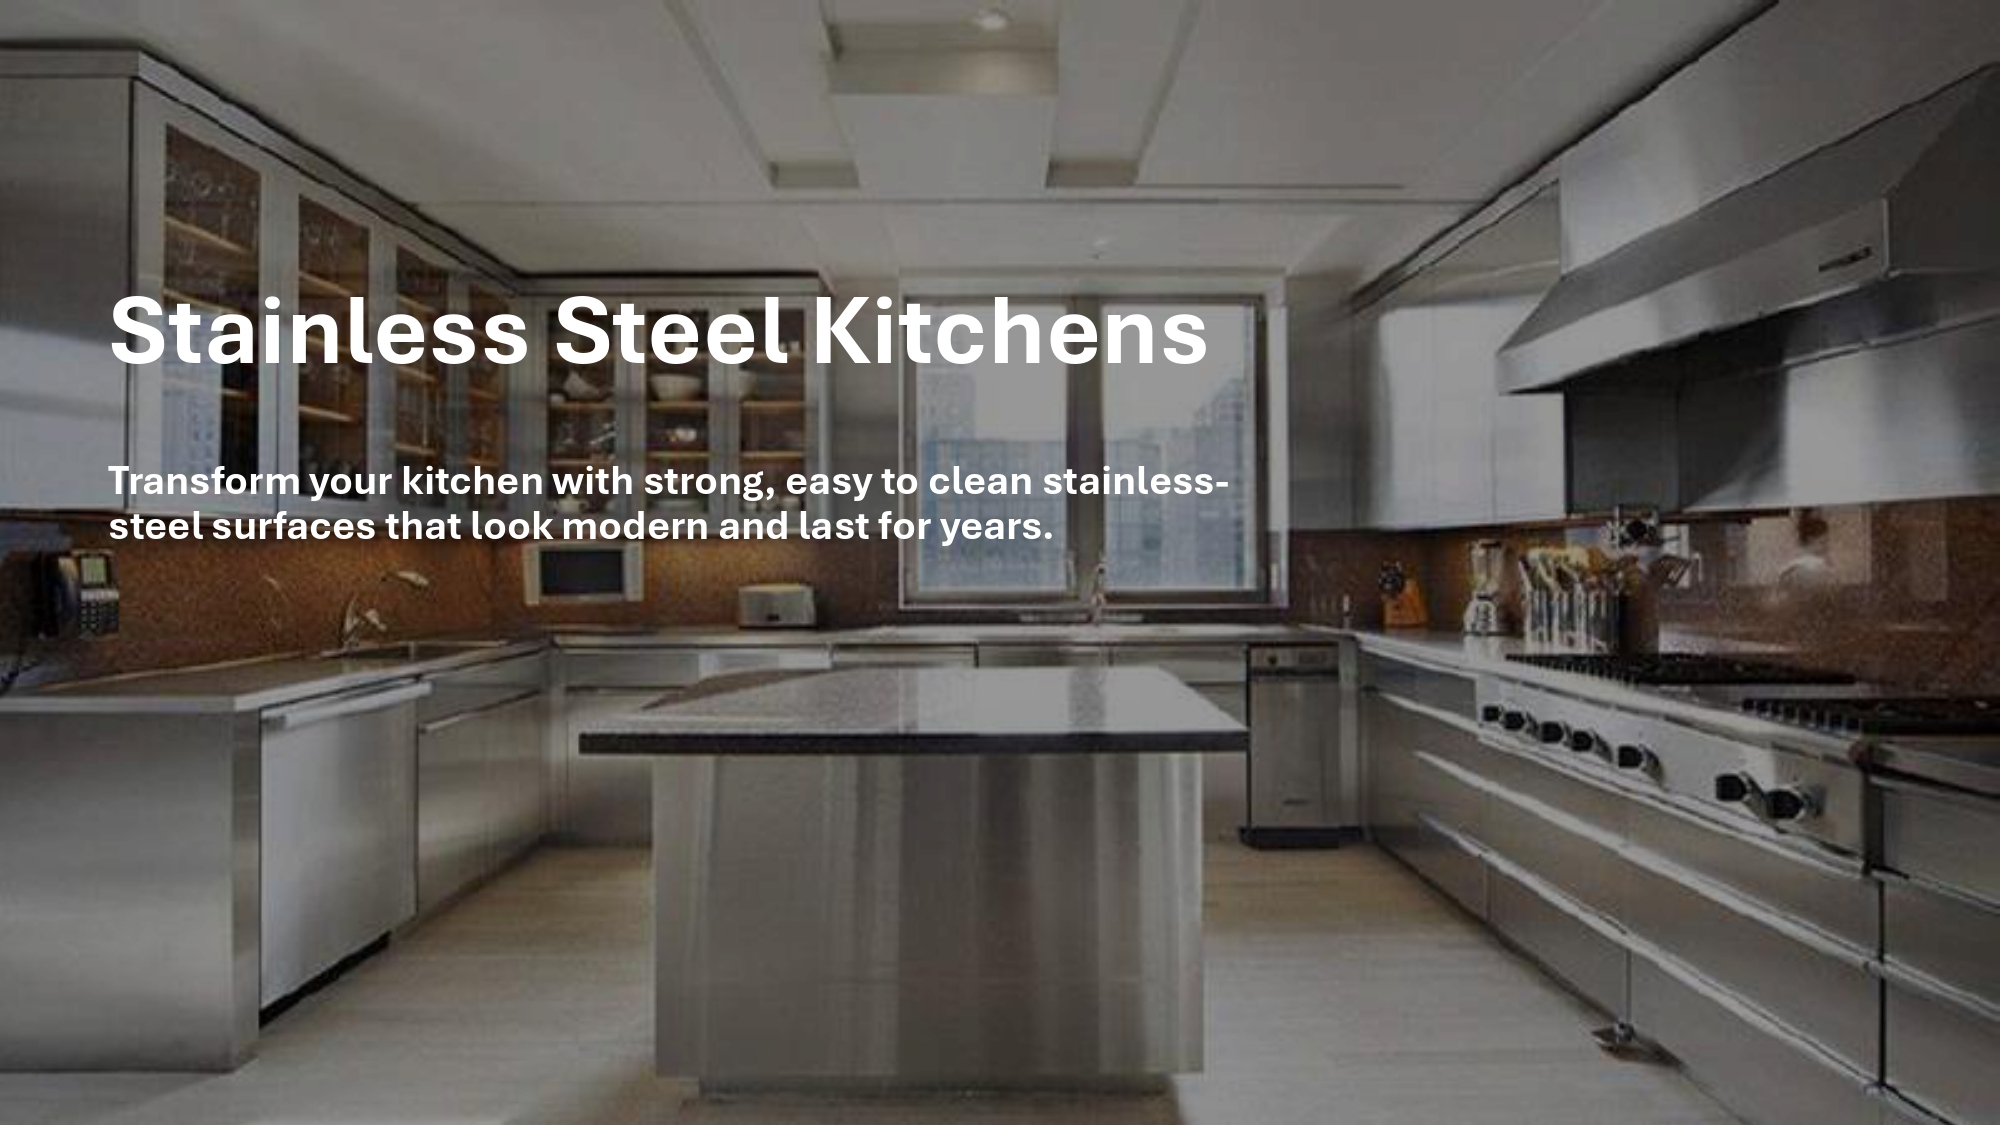 Stainless Steel Kitchens
Transform your kitchen with strong, easy to clean stainless-
steel surfaces that look modern and last for years.